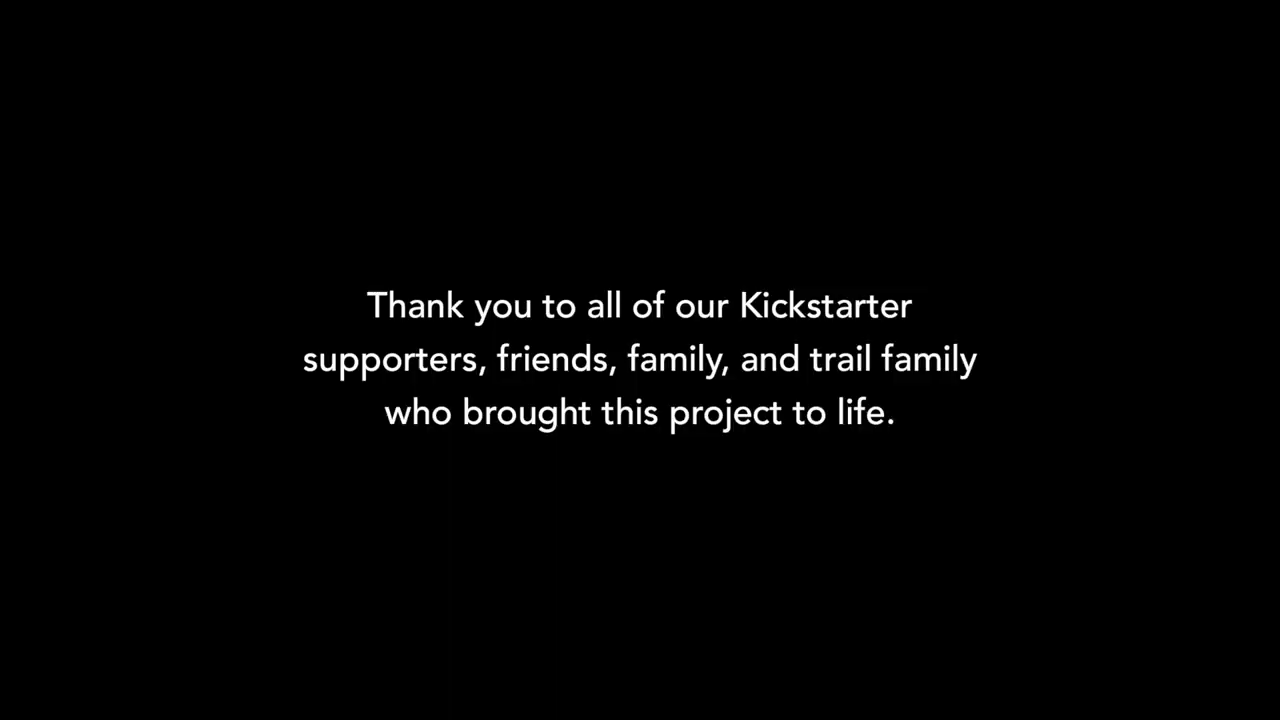 Thank you to all of our Kickstarter
supporters, friends, family, and trail family
who brought this project to life.